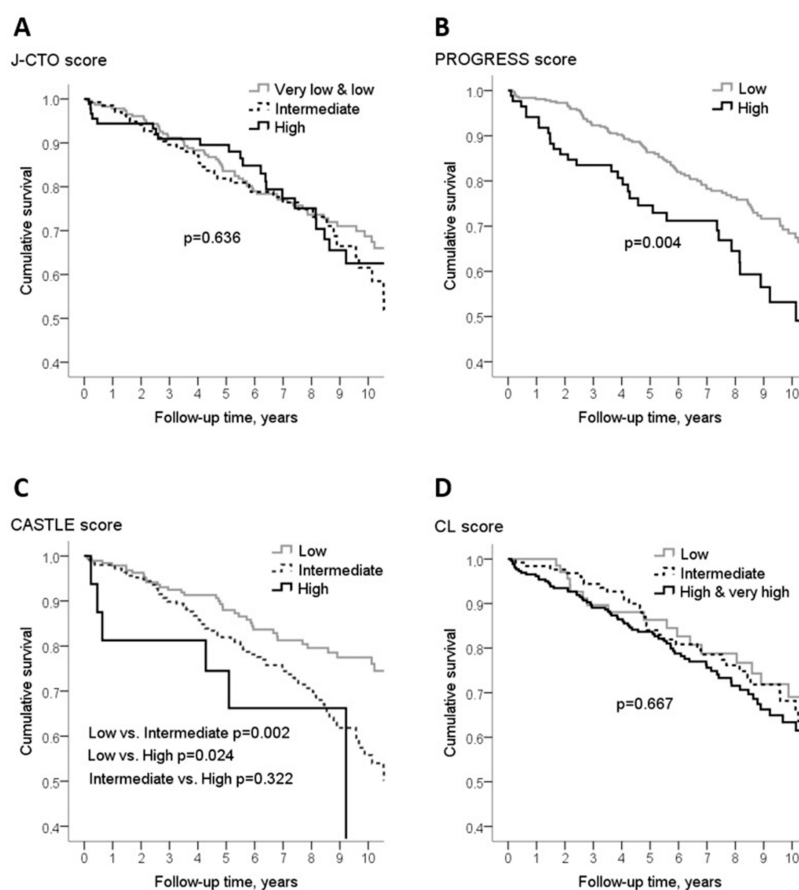 A
J-CTO score
Very low & low
Intermediate
High
1.0
0.9
0.8
0.7
0.6
0.5
0.4
p=0.636
Cumulative survival
0 1 2 3 4 5 6 7 8 9 10
Follow-up time, years
B
PROGRESS score
Low
High
1.0
0.9
0.8
0.7
0.6
0.5
0.4
p=0.004
Cumulative survival
0 1 2 3 4 5 6 7 8 9 10
Follow-up time, years
C
CASTLE score
Low
Intermediate
High
1.0
0.9
0.8
0.7
0.6
0.5
0.4
Low vs. Intermediate p=0.002
Low vs. High p=0.024
Intermediate vs. High p=0.322
Cumulative survival
0 1 2 3 4 5 6 7 8 9 10
Follow-up time, years
D
CL score
Low
Intermediate
High & very high
1.0
0.9
0.8
0.7
0.6
0.5
0.4
p=0.667
Cumulative survival
0 1 2 3 4 5 6 7 8 9 10
Follow-up time, years